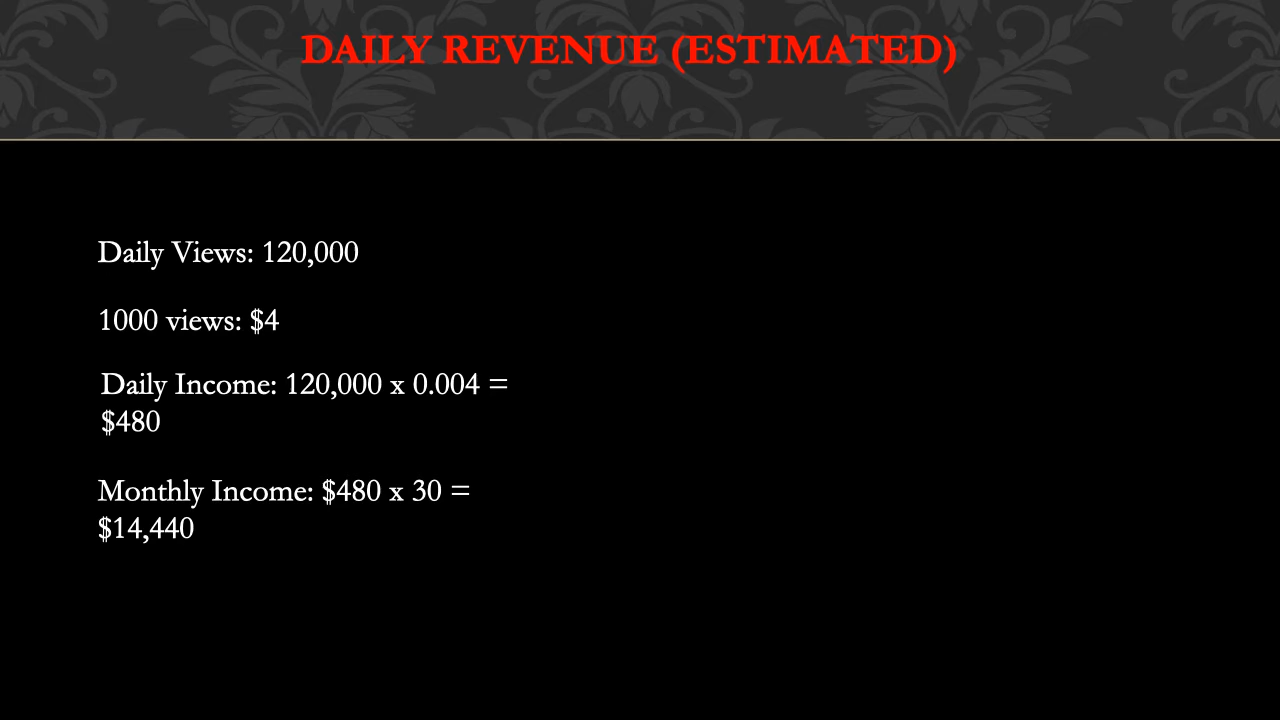 DAILY REVENUE (ESTIMATED)
Daily Views: 120,000
1000 views: $4
Daily Income: 120,000 x 0.004 =
$480
Monthly Income: $480 x 30 =
$14,440